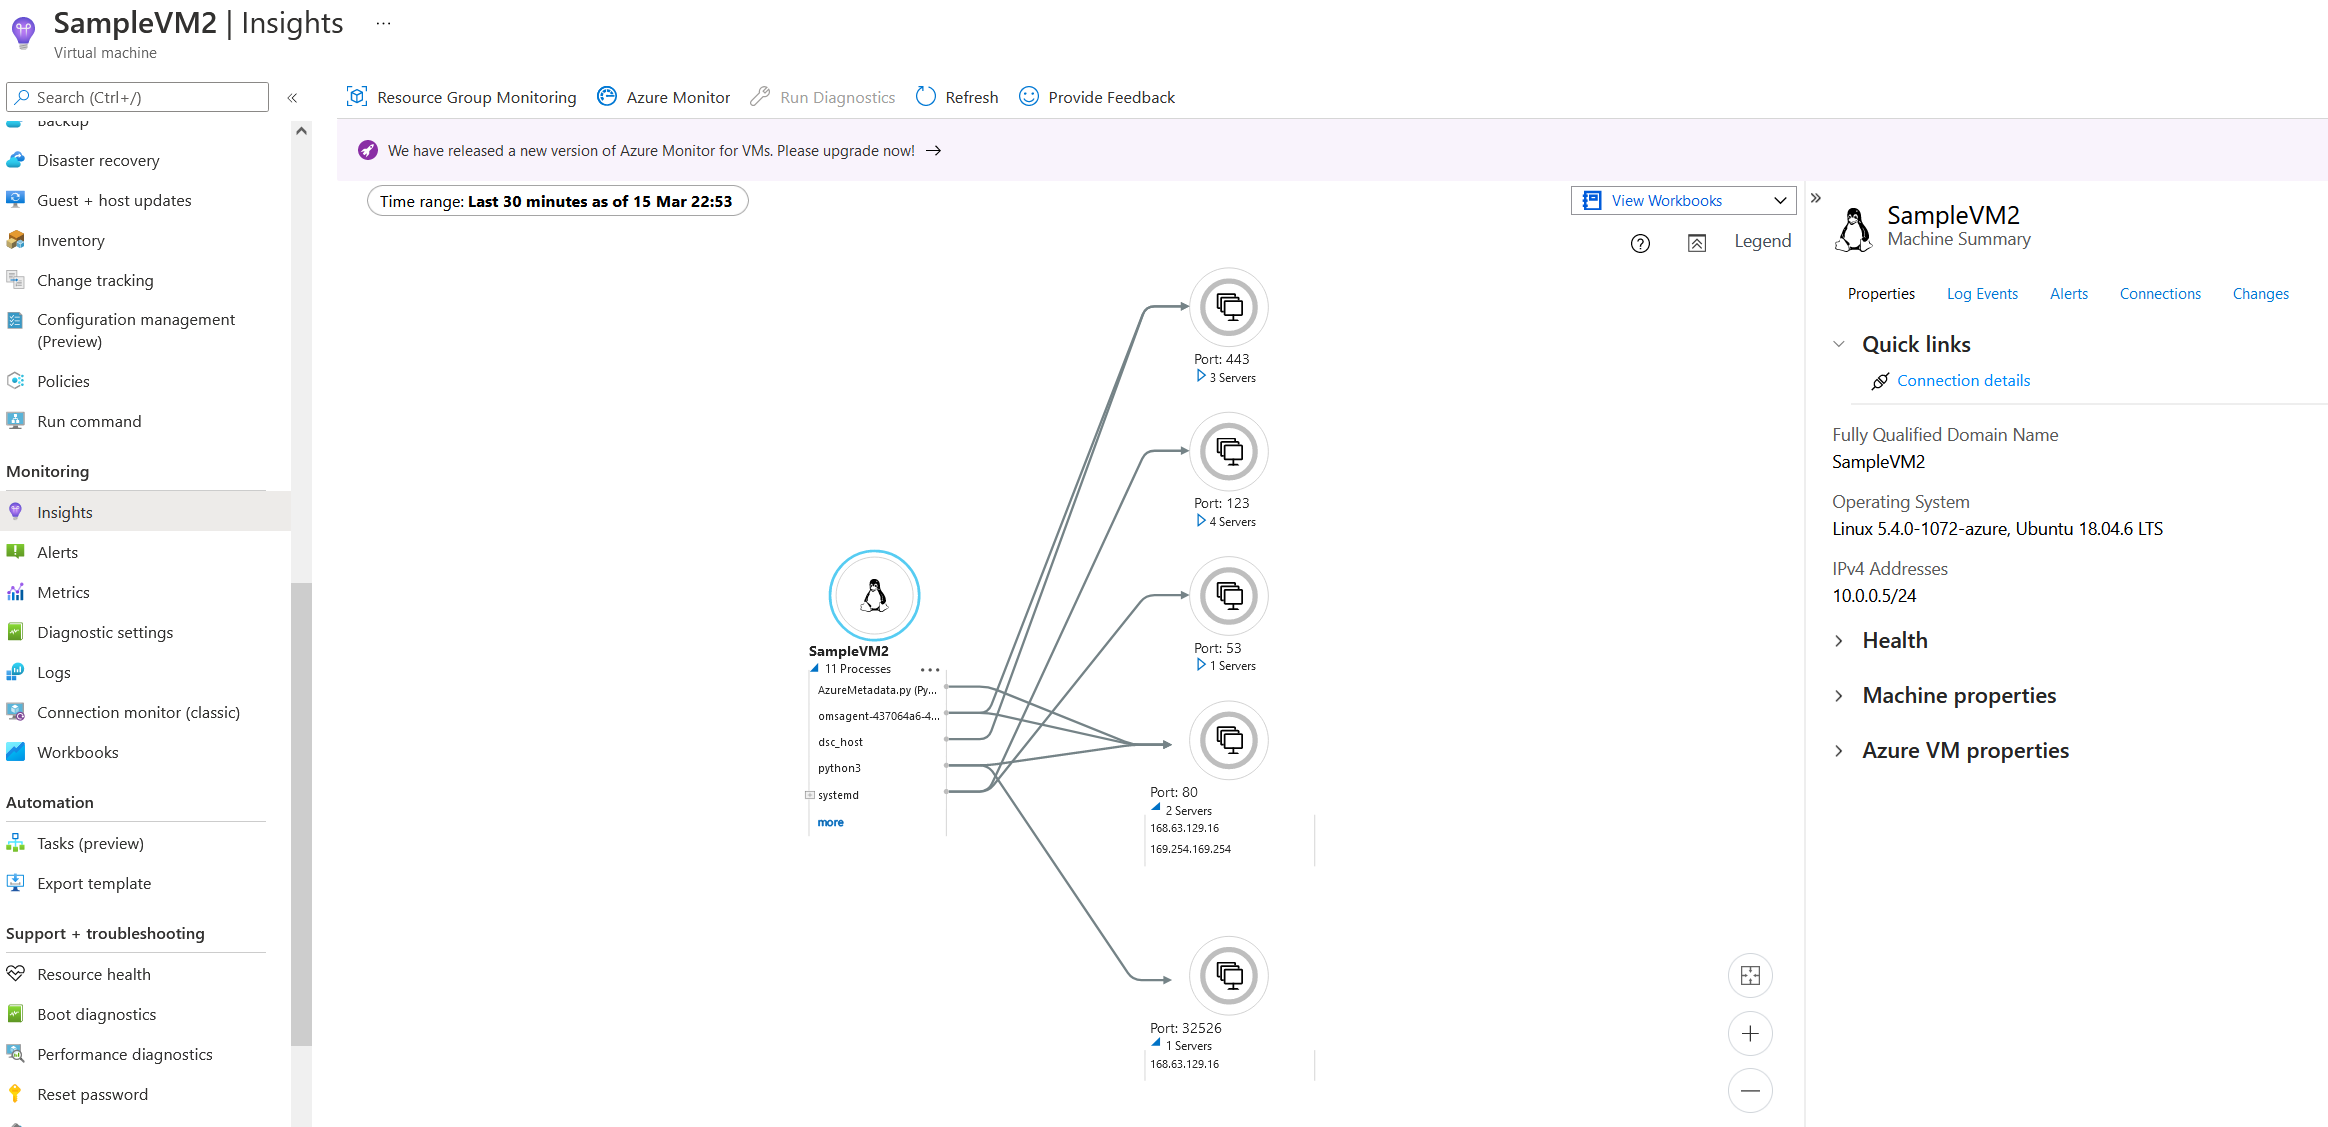 SampleVM2 | Insights ...
Virtual machine
Search (Ctrl+/)
«
Backup
Disaster recovery
Guest + host updates
Inventory
Change tracking
Configuration management
(Preview)
Policies
Run command
Monitoring
Insights
Alerts
Metrics
Diagnostic settings
Logs
Connection monitor (classic)
Workbooks
Automation
Tasks (preview)
Export template
Support + troubleshooting
Resource health
Boot diagnostics
Performance diagnostics
Reset password
Resource Group Monitoring
Azure Monitor
Run Diagnostics
Refresh
Provide Feedback
We have released a new version of Azure Monitor for VMs. Please upgrade now! →
Time range: Last 30 minutes as of 15 Mar 22:53
View Workbooks
Legend
SampleVM2
11 Processes
AzureMetadata.py (Py...
omsagent-437064a6-4...
dsc_host
python3
systemd
more
Port: 443
3 Servers
Port: 123
4 Servers
Port: 53
1 Servers
Port: 80
2 Servers
168.63.129.16
169.254.169.254
Port: 32526
1 Servers
168.63.129.16
»
SampleVM2
Machine Summary
Properties
Log Events
Alerts
Connections
Changes
Quick links
Connection details
Fully Qualified Domain Name
SampleVM2
Operating System
Linux 5.4.0-1072-azure, Ubuntu 18.04.6 LTS
IPv4 Addresses
10.0.0.5/24
Health
Machine properties
Azure VM properties